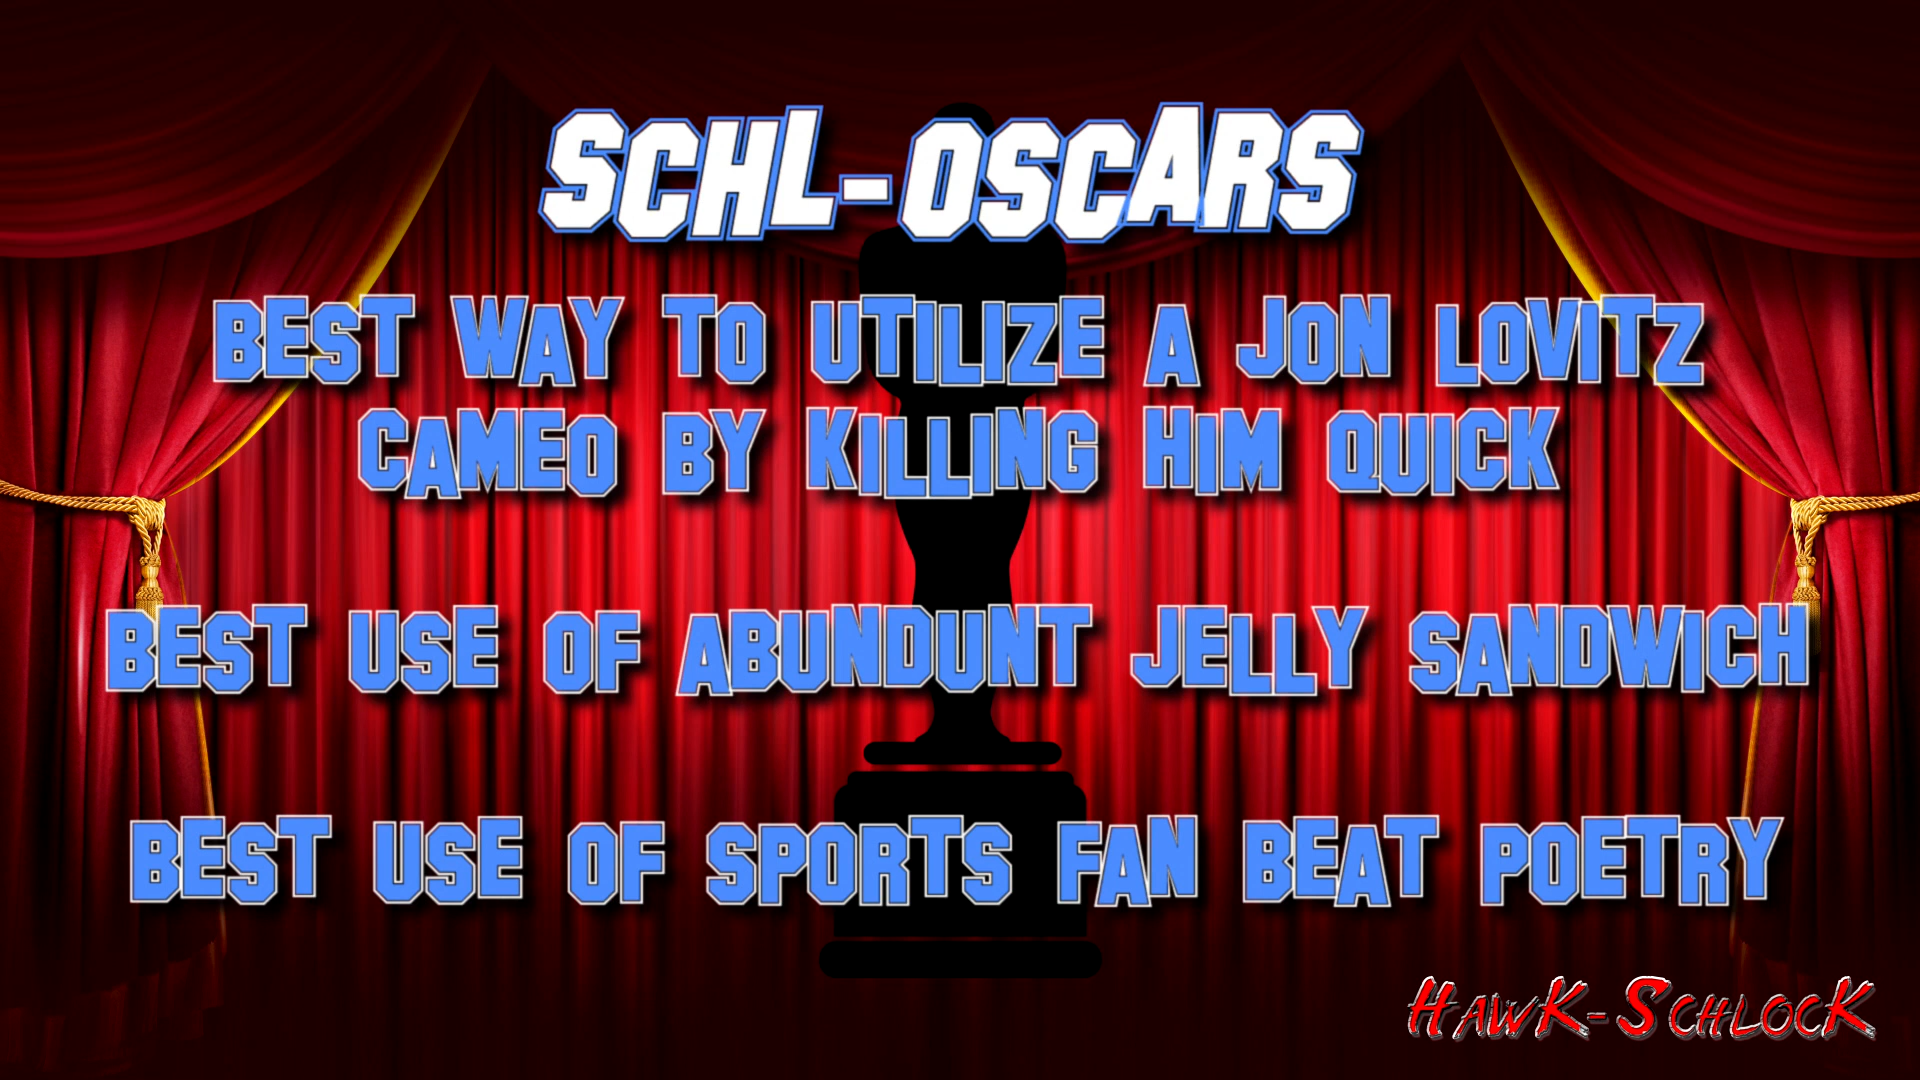 SCHL-OSCARS
BEST WAY TO UTILIZE A JON LOVITZ
CAMEO BY KILLING HIM QUICK
BEST USE OF ABUNDUNT JELLY SANDWICH
BEST USE OF SPORTS FAN BEAT POETRY
HAWK-SCHLOCK